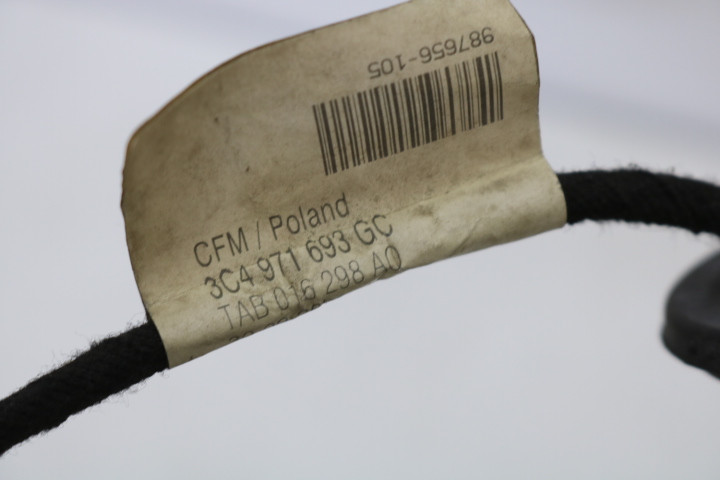 987656-105
CFM / Poland
3C4 971 693 GC
TAB 016 298 A0